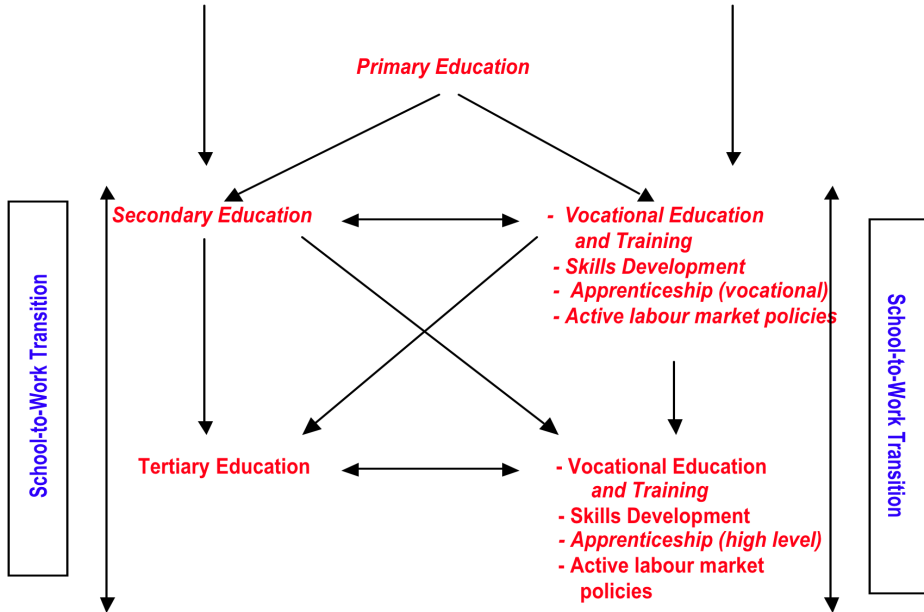 Primary Education
Secondary Education
- Vocational Education
and Training
- Skills Development
- Apprenticeship (vocational)
- Active labour market policies
School-to-Work Transition
School-to-Work Transition
Tertiary Education
- Vocational Education
and Training
- Skills Development
- Apprenticeship (high level)
- Active labour market
policies